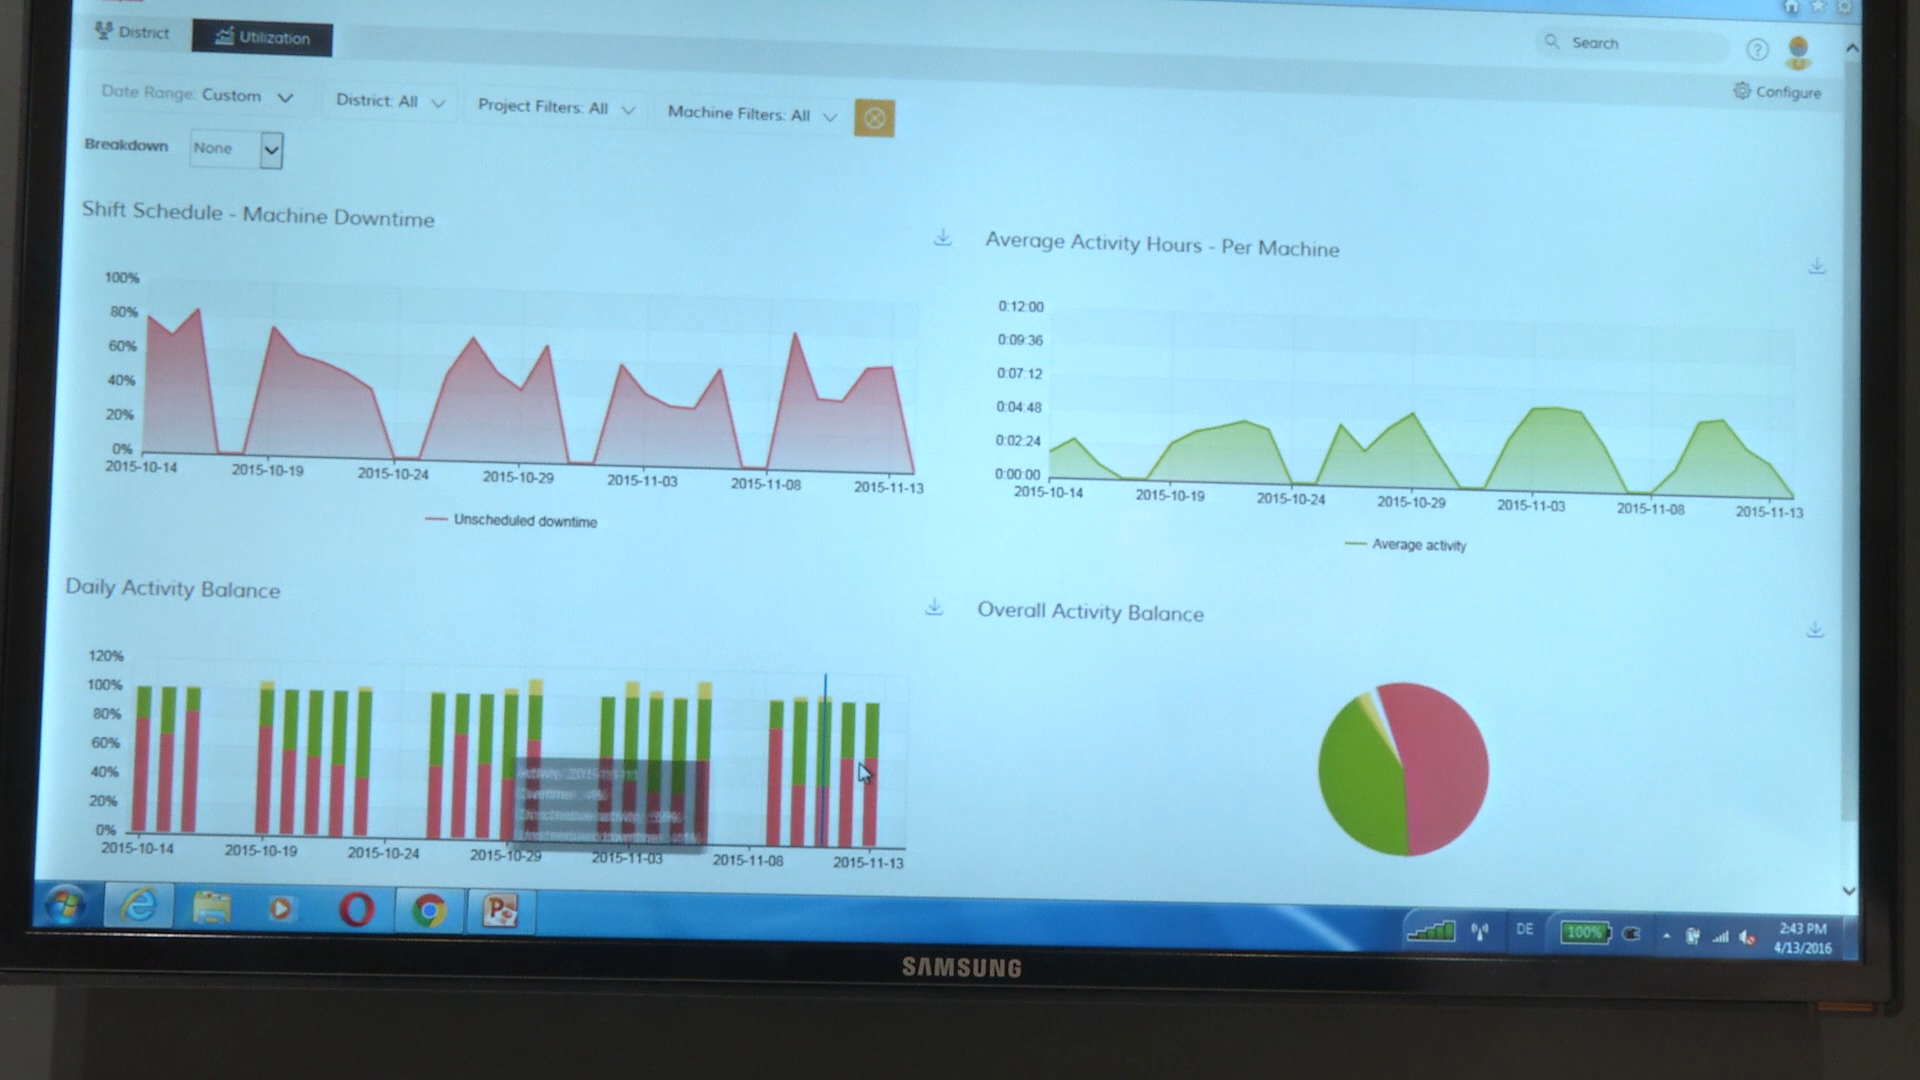 District
Utilization
Search
?
Date Range: Custom
District: All
Project Filters: All
Machine Filters: All
Configure
Breakdown
None
Shift Schedule - Machine Downtime
100%
80%
60%
40%
20%
0%
2015-10-14 2015-10-19 2015-10-24 2015-10-29 2015-11-03 2015-11-08 2015-11-13
Unscheduled downtime
Average Activity Hours - Per Machine
0:12:00
0:09:36
0:07:12
0:04:48
0:02:24
0:00:00
2015-10-14 2015-10-19 2015-10-24 2015-10-29 2015-11-03 2015-11-08 2015-11-13
Average activity
Daily Activity Balance
120%
100%
80%
60%
40%
20%
0%
2015-10-14 2015-10-19 2015-10-24 2015-10-29 2015-11-03 2015-11-08 2015-11-13
Overall Activity Balance
DE
100%
2:43 PM
4/13/2016
SAMSUNG